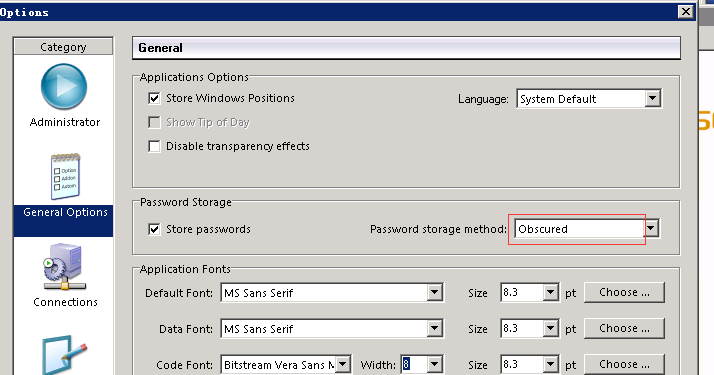 Options
Category
General
Applications Options
Store Windows Positions
Language:
System Default
Administrator
Show Tip of Day
Disable transparency effects
Option
Addon
Autom
General Options
Password Storage
Store passwords
Password storage method:
Obscured
Connections
Application Fonts
Default Font:
MS Sans Serif
Size
8.3
pt
Choose ...
Data Font:
MS Sans Serif
Size
8.3
pt
Choose ...
Code Font:
Bitstream Vera Sans M
Width:
8
Size
8.3
pt
Choose ...